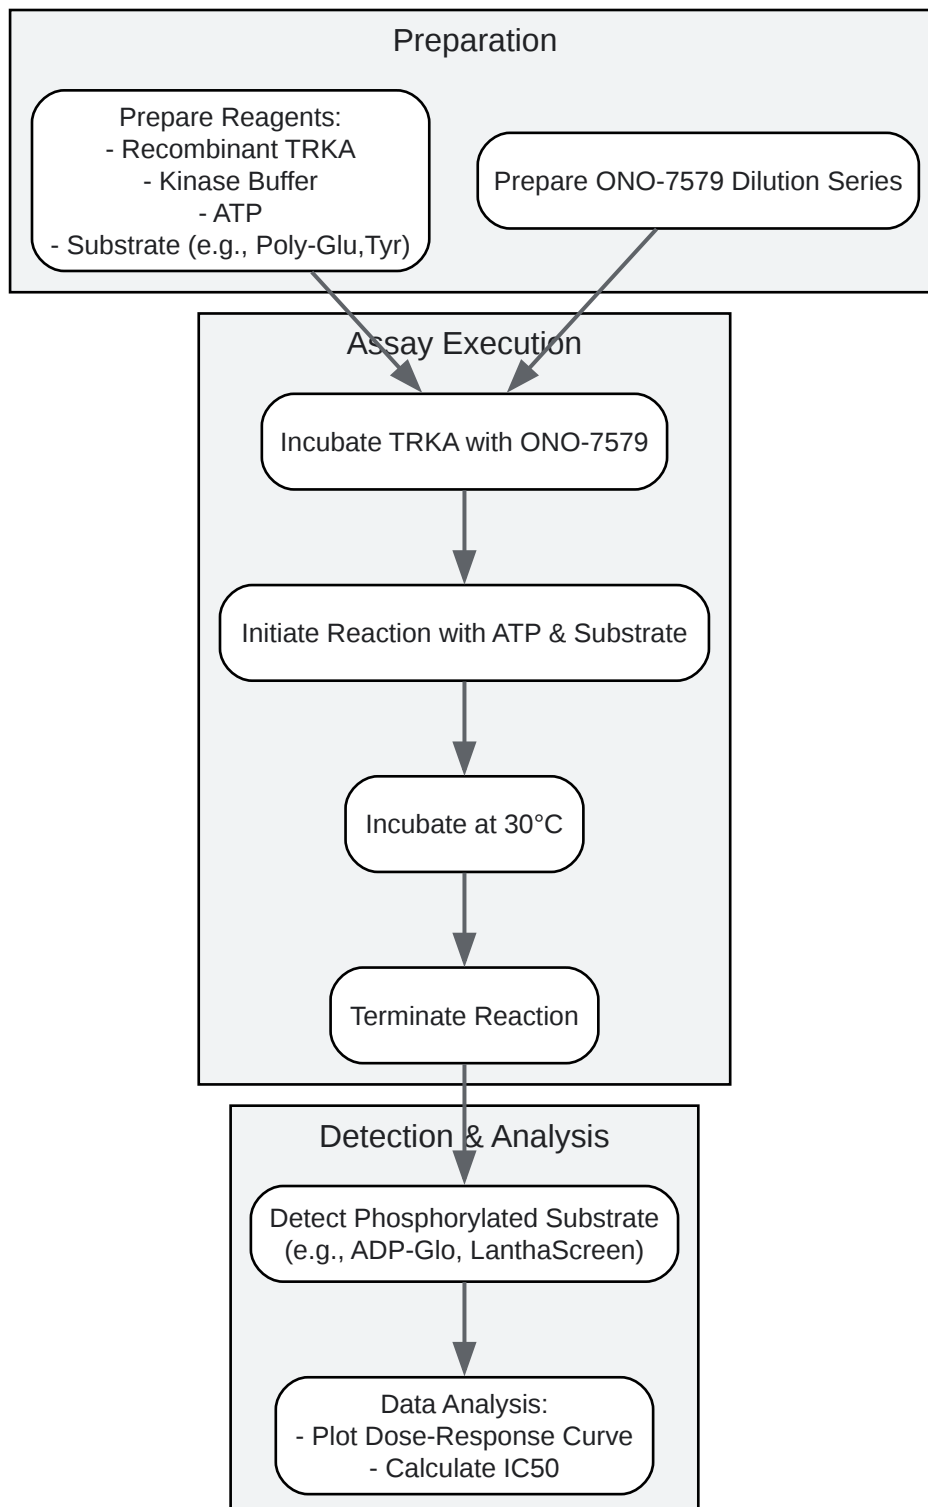 Preparation
Prepare Reagents:
- Recombinant TRKA
- Kinase Buffer
- ATP
- Substrate (e.g., Poly-Glu,Tyr)
Prepare ONO-7579 Dilution Series
Assay Execution
Incubate TRKA with ONO-7579
Initiate Reaction with ATP & Substrate
Incubate at 30°C
Terminate Reaction
Detection & Analysis
Detect Phosphorylated Substrate
(e.g., ADP-Glo, LanthaScreen)
Data Analysis:
- Plot Dose-Response Curve
- Calculate IC50